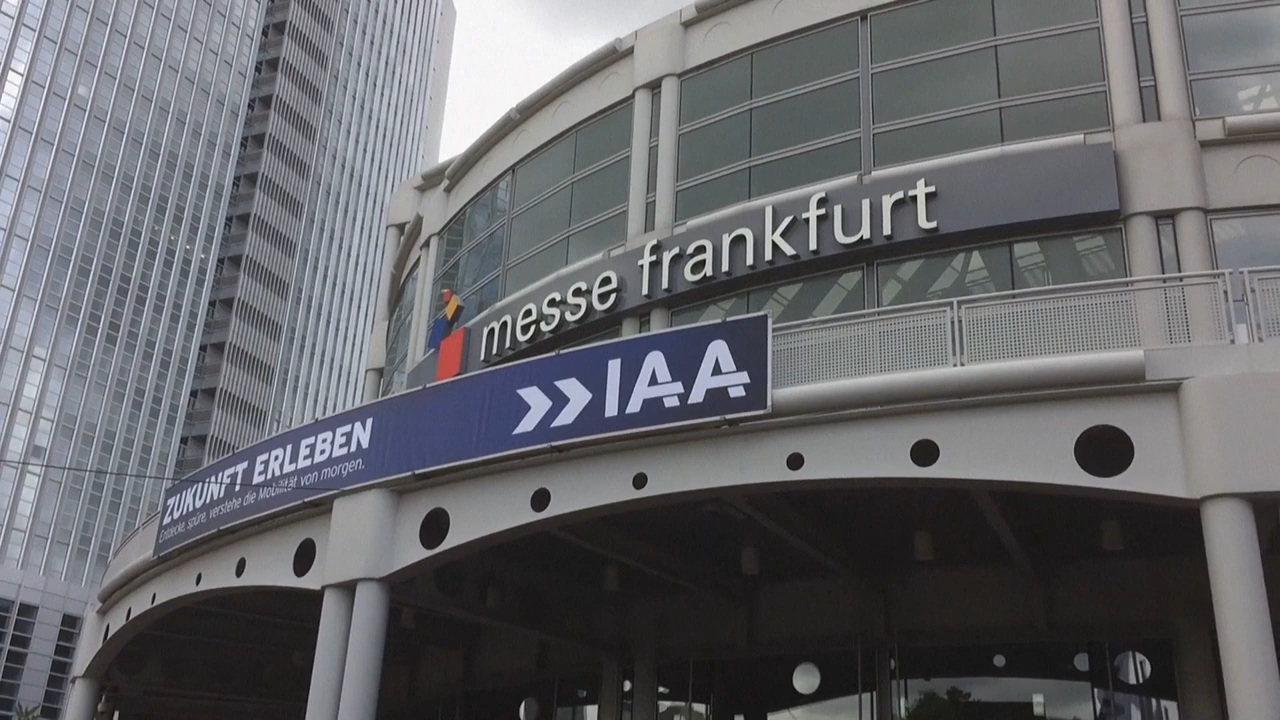 messe frankfurt
IAA
ZUKUNFT ERLEBEN
Entdecke, spüre, verstehe die Mobilität von morgen.